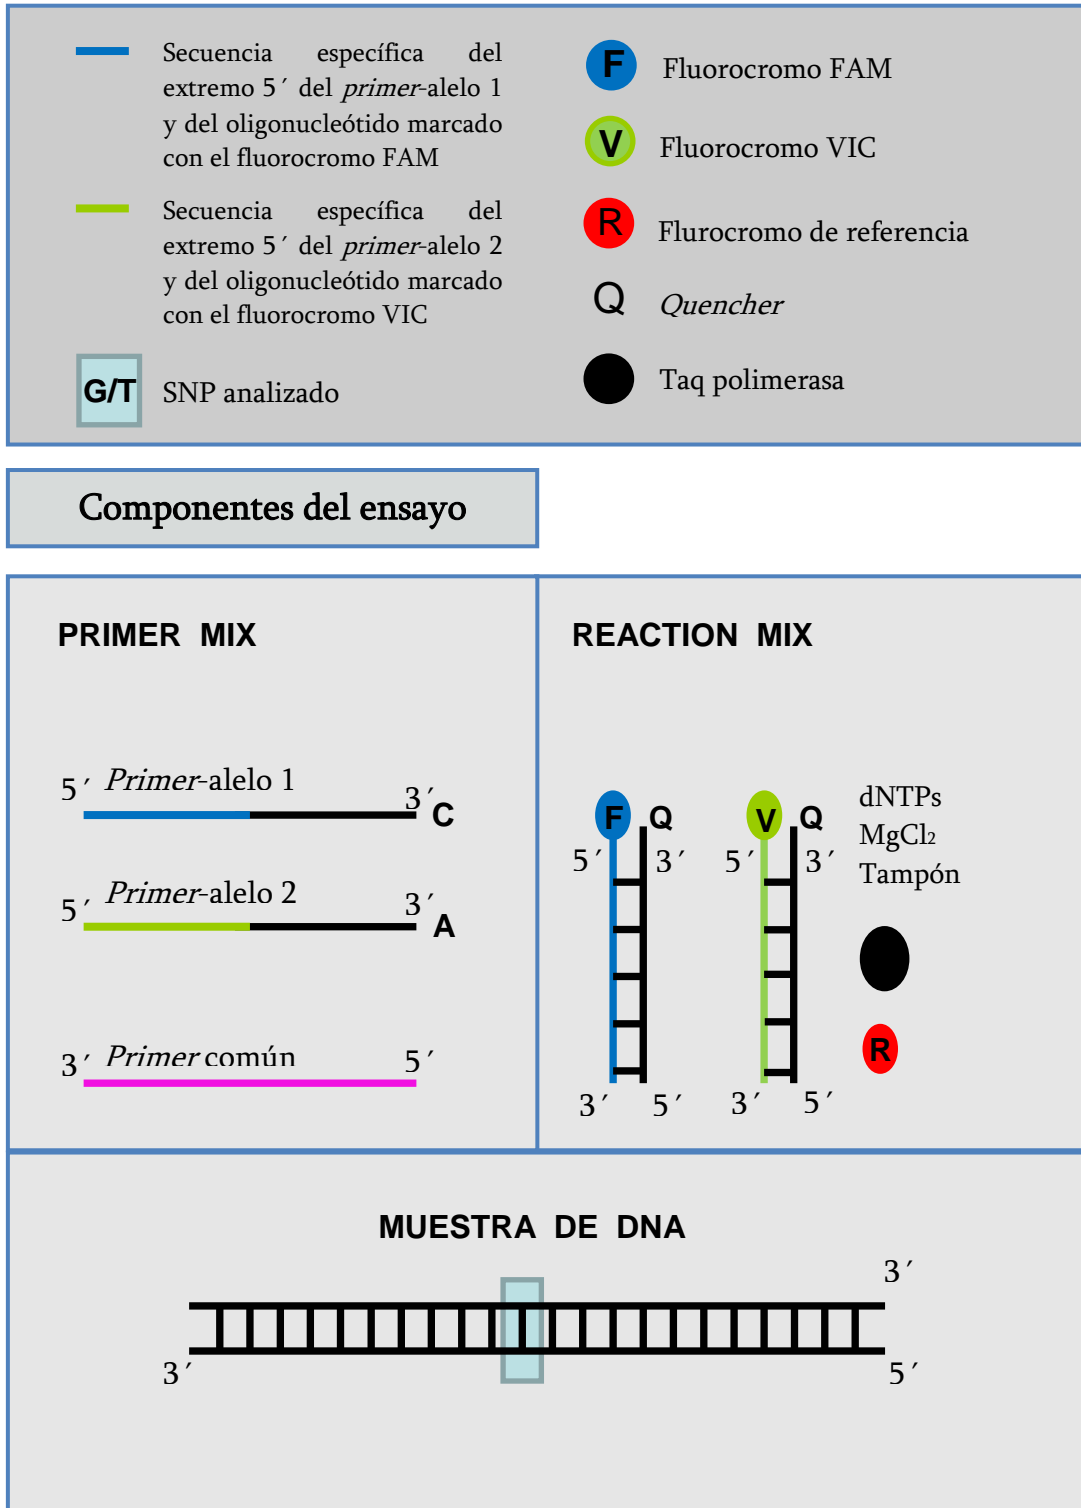 Secuencia específica del
extremo 5´ del primer-alelo 1
y del oligonucleótido marcado
con el fluorocromo FAM
Secuencia específica del
extremo 5´ del primer-alelo 2
y del oligonucleótido marcado
con el fluorocromo VIC
G/T SNP analizado
F Fluorocromo FAM
V Fluorocromo VIC
R Flurocromo de referencia
Q Quencher
Taq polimerasa
Componentes del ensayo
PRIMER MIX
5´ Primer-alelo 1 3´ C
5´ Primer-alelo 2 3´ A
3´ Primer común 5´
REACTION MIX
F Q V Q
5´ 3´ 5´ 3´
3´ 5´ 3´ 5´
dNTPs
MgCl2
Tampón
R
MUESTRA DE DNA
3´
3´ 5´